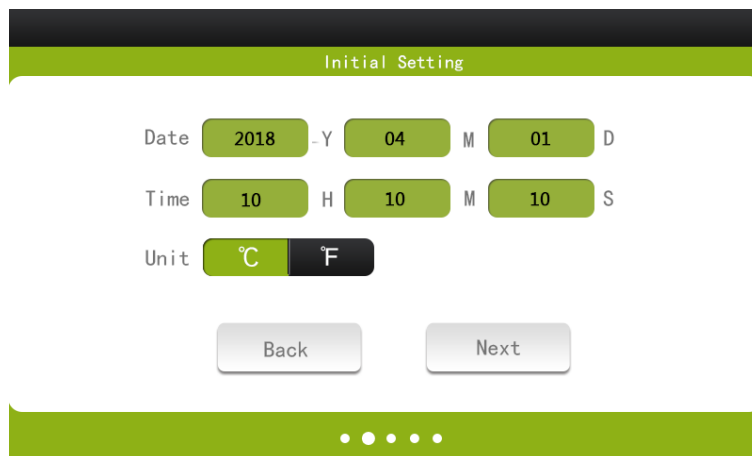 Initial Setting
Date 2018 -Y 04 M 01 D
Time 10 H 10 M 10 S
Unit ℃ ℉
Back Next